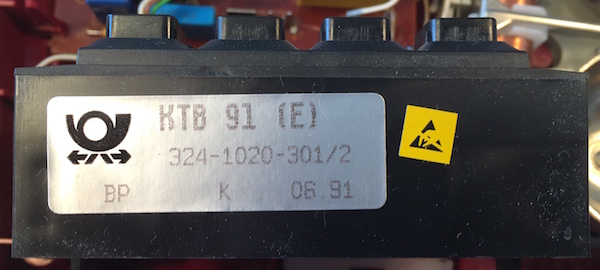 KTB 91 (E)
324-1020-301/2
BP K 06.91